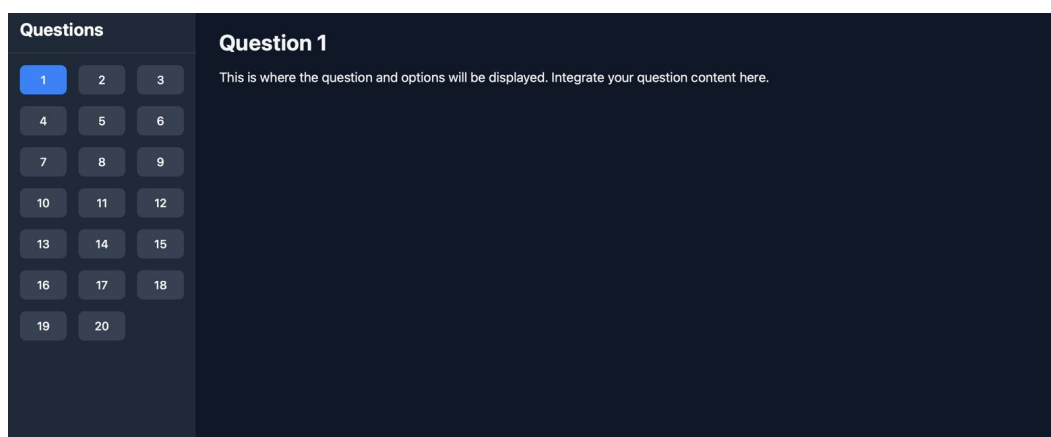 Questions
1 2 3
4 5 6
7 8 9
10 11 12
13 14 15
16 17 18
19 20
Question 1
This is where the question and options will be displayed. Integrate your question content here.